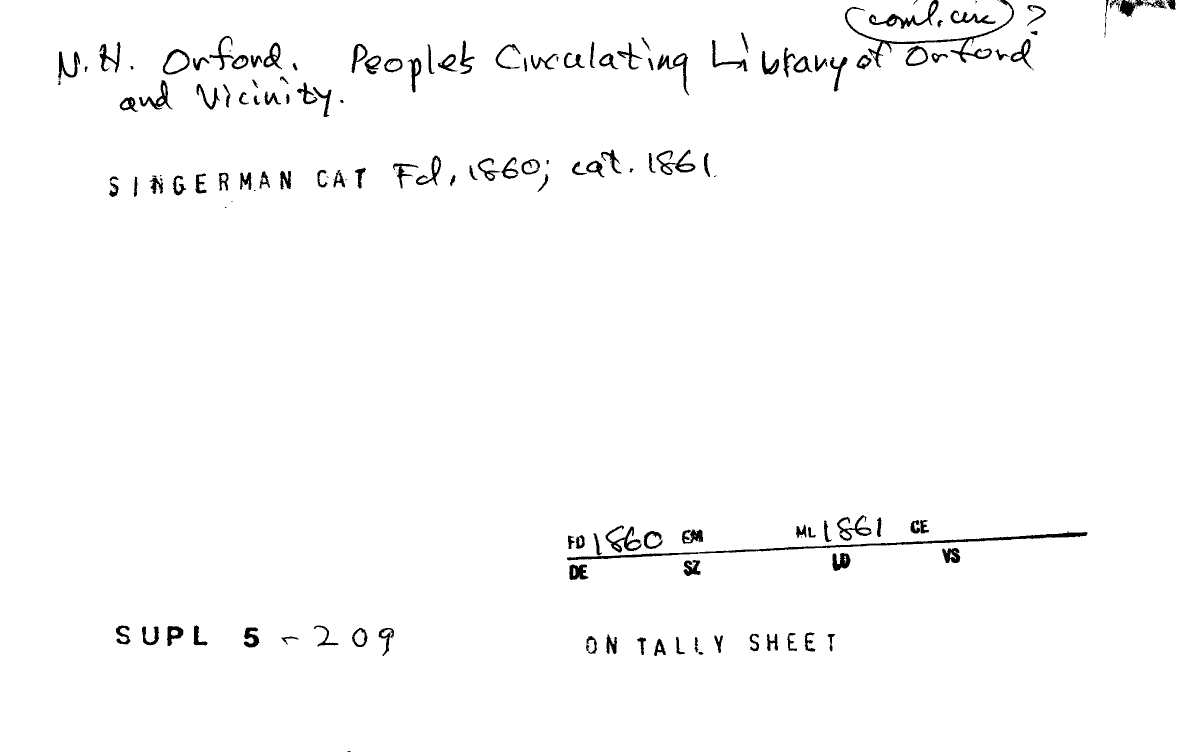 (coml. circ) ?
N.H. Orford. People's Circulating Library of Orford
and Vicinity.
SINGERMAN CAT Fd. 1860; cat. 1861
FD 1860 EM ML 1861 CE
DE SZ LD VS
SUPL 5 - 209
ON TALLY SHEET